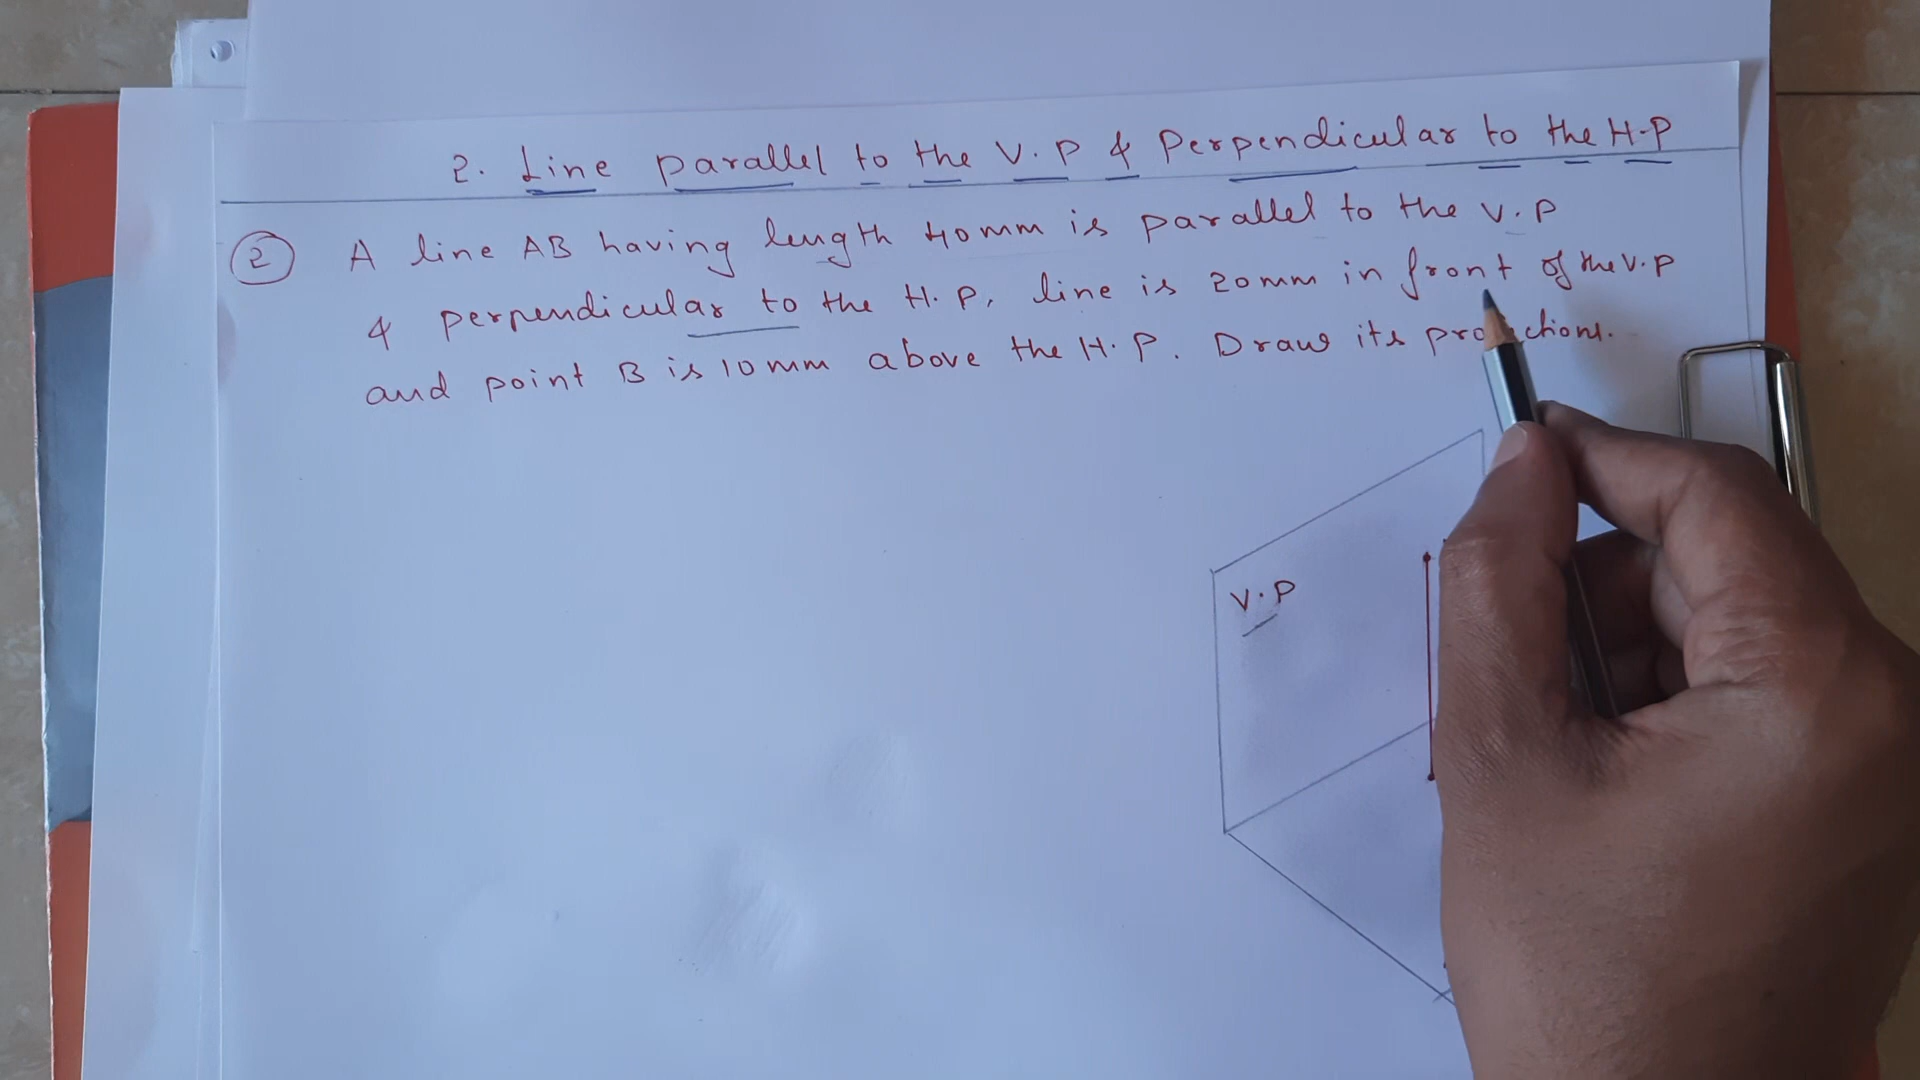 2. Line parallel to the V.P & Perpendicular to the H.P
2 A line AB having length 40mm is parallel to the V.P
& perpendicular to the H.P, line is 20mm in front of the V.P
and point B is 10mm above the H.P. Draw its
V.P